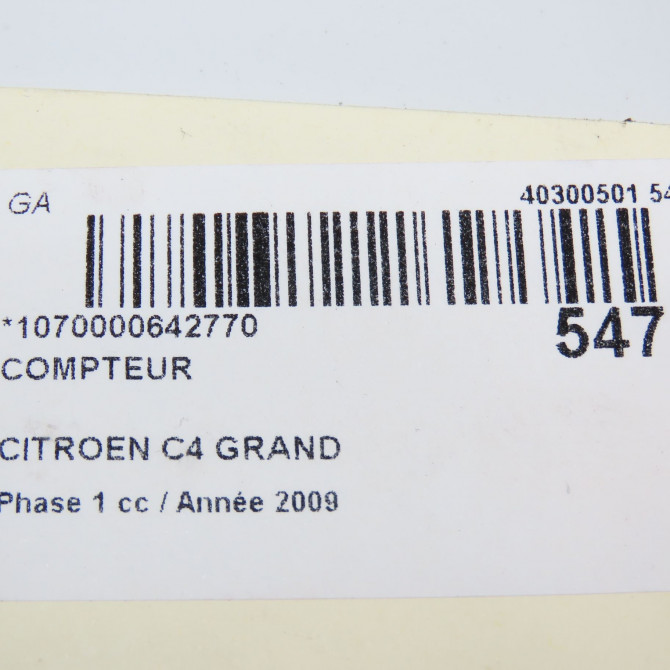 GA
40300501 54
*1070000642770
547
COMPTEUR
CITROEN C4 GRAND
Phase 1 cc / Année 2009